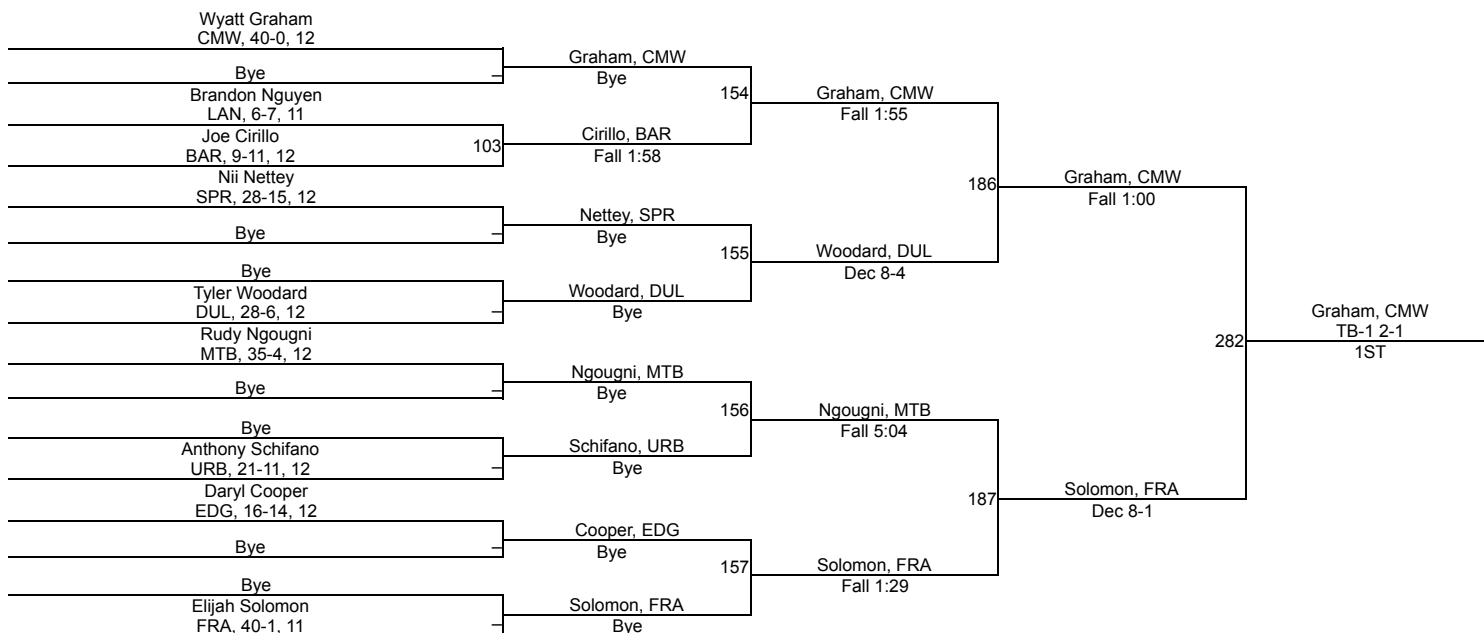 Wyatt Graham
CMW, 40-0, 12
Bye
Brandon Nguyen
LAN, 6-7, 11
Joe Cirillo
BAR, 9-11, 12
Nii Nettey
SPR, 28-15, 12
Bye
Bye
Tyler Woodard
DUL, 28-6, 12
Rudy Ngougni
MTB, 35-4, 12
Bye
Bye
Anthony Schifano
URB, 21-11, 12
Daryl Cooper
EDG, 16-14, 12
Bye
Bye
Elijah Solomon
FRA, 40-1, 11
103
Graham, CMW
Bye
Cirillo, BAR
Fall 1:58
Nettey, SPR
Bye
Woodard, DUL
Bye
Ngougni, MTB
Bye
Schifano, URB
Bye
Cooper, EDG
Bye
Solomon, FRA
Bye
154
155
156
157
Graham, CMW
Fall 1:55
Woodard, DUL
Dec 8-4
Ngougni, MTB
Fall 5:04
Solomon, FRA
Fall 1:29
186
187
Graham, CMW
Fall 1:00
Solomon, FRA
Dec 8-1
282
Graham, CMW
TB-1 2-1
1ST